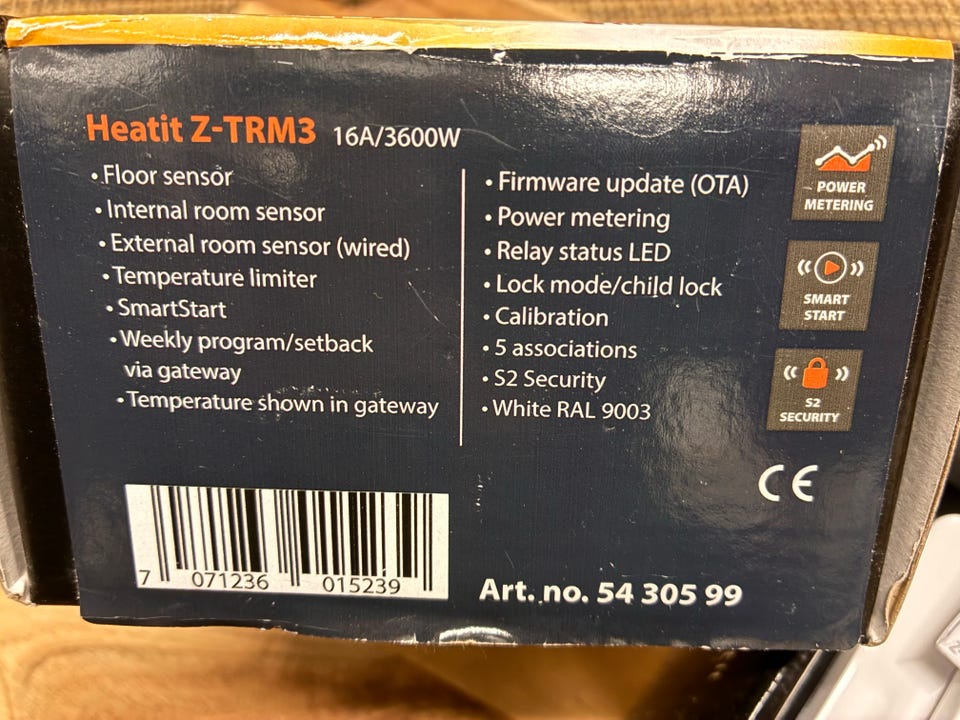 Heatit Z-TRM3 16A/3600W
• Floor sensor
• Internal room sensor
• External room sensor (wired)
• Temperature limiter
• SmartStart
• Weekly program/setback
via gateway
• Temperature shown in gateway
• Firmware update (OTA)
• Power metering
• Relay status LED
• Lock mode/child lock
• Calibration
• 5 associations
• S2 Security
• White RAL 9003
POWER
METERING
SMART
START
S2
SECURITY
CE
7 071236 015239
Art. no. 54 305 99